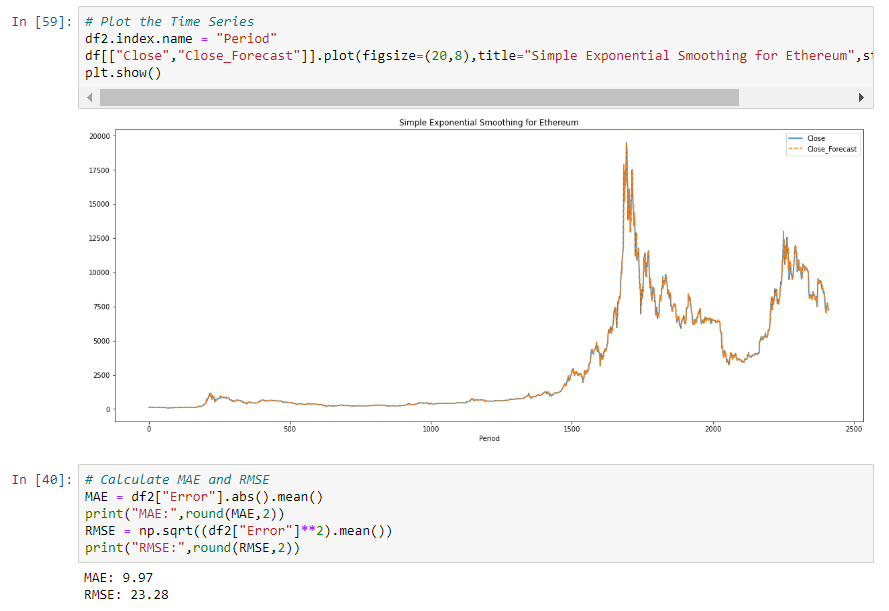 In [59]: # Plot the Time Series
df2.index.name = "Period"
df[["Close","Close_Forecast"]].plot(figsize=(20,8),title="Simple Exponential Smoothing for Ethereum",st
plt.show()
Simple Exponential Smoothing for Ethereum
Close
Close_Forecast
20000
17500
15000
12500
10000
7500
5000
2500
0
0 500 1000 1500 2000 2500
Period
In [40]: # Calculate MAE and RMSE
MAE = df2["Error"].abs().mean()
print("MAE:",round(MAE,2))
RMSE = np.sqrt((df2["Error"]**2).mean())
print("RMSE:",round(RMSE,2))
MAE: 9.97
RMSE: 23.28